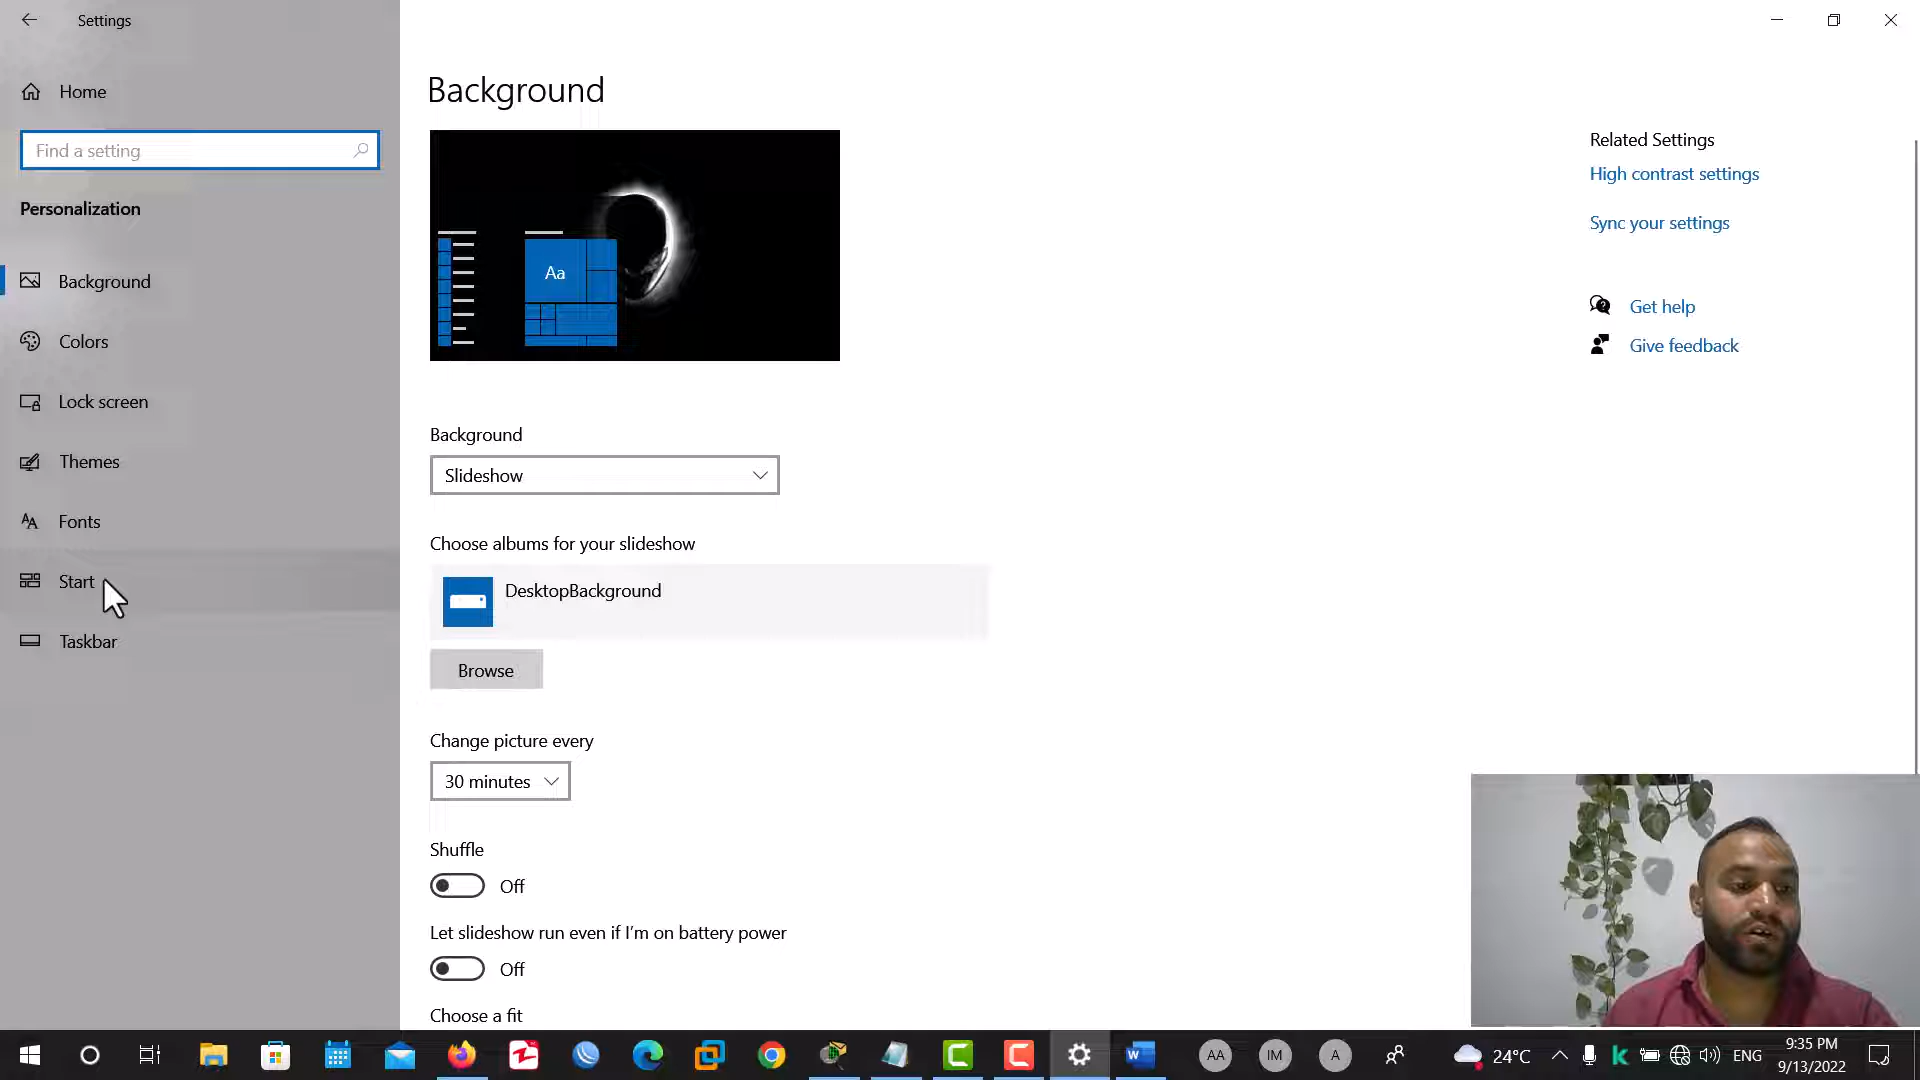 Settings
Home
Find a setting
Personalization
Background
Colors
Lock screen
Themes
Fonts
Start
Taskbar
Background
Aa
Background
Slideshow
Choose albums for your slideshow
DesktopBackground
Browse
Change picture every
30 minutes
Shuffle
Off
Let slideshow run even if I'm on battery power
Off
Choose a fit
Related Settings
High contrast settings
Sync your settings
Get help
Give feedback
AA
IM
A
24°C
ENG
9:35 PM
9/13/2022